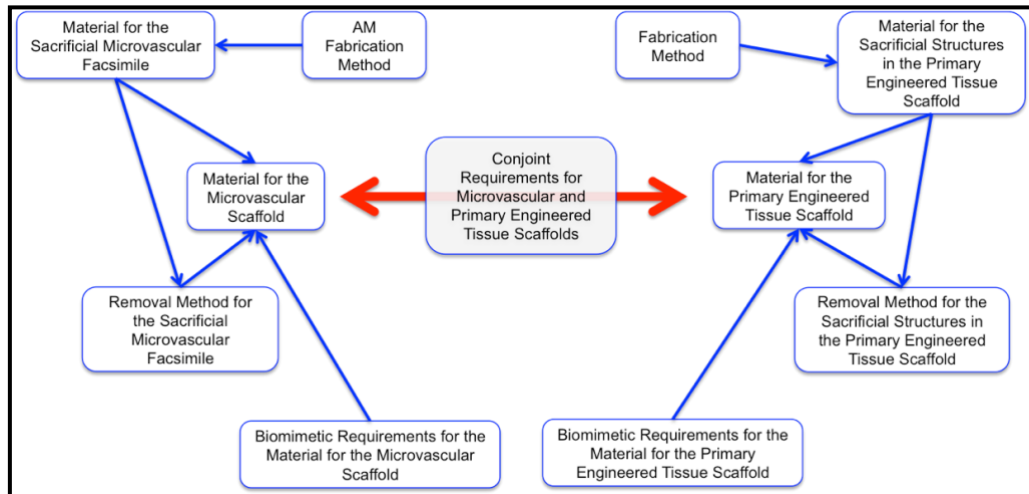 Material for the
Sacrificial Microvascular
Facsimile
AM
Fabrication
Method
Fabrication
Method
Material for the
Sacrificial Structures
in the Primary
Engineered Tissue
Scaffold
Material for the
Microvascular
Scaffold
Conjoint
Requirements for
Microvascular and
Primary Engineered
Tissue Scaffolds
Material for the
Primary Engineered
Tissue Scaffold
Removal Method for
the Sacrificial
Microvascular
Facsimile
Removal Method for the
Sacrificial Structures in
the Primary Engineered
Tissue Scaffold
Biomimetic Requirements for the
Material for the Microvascular
Scaffold
Biomimetic Requirements for the
Material for the Primary
Engineered Tissue Scaffold